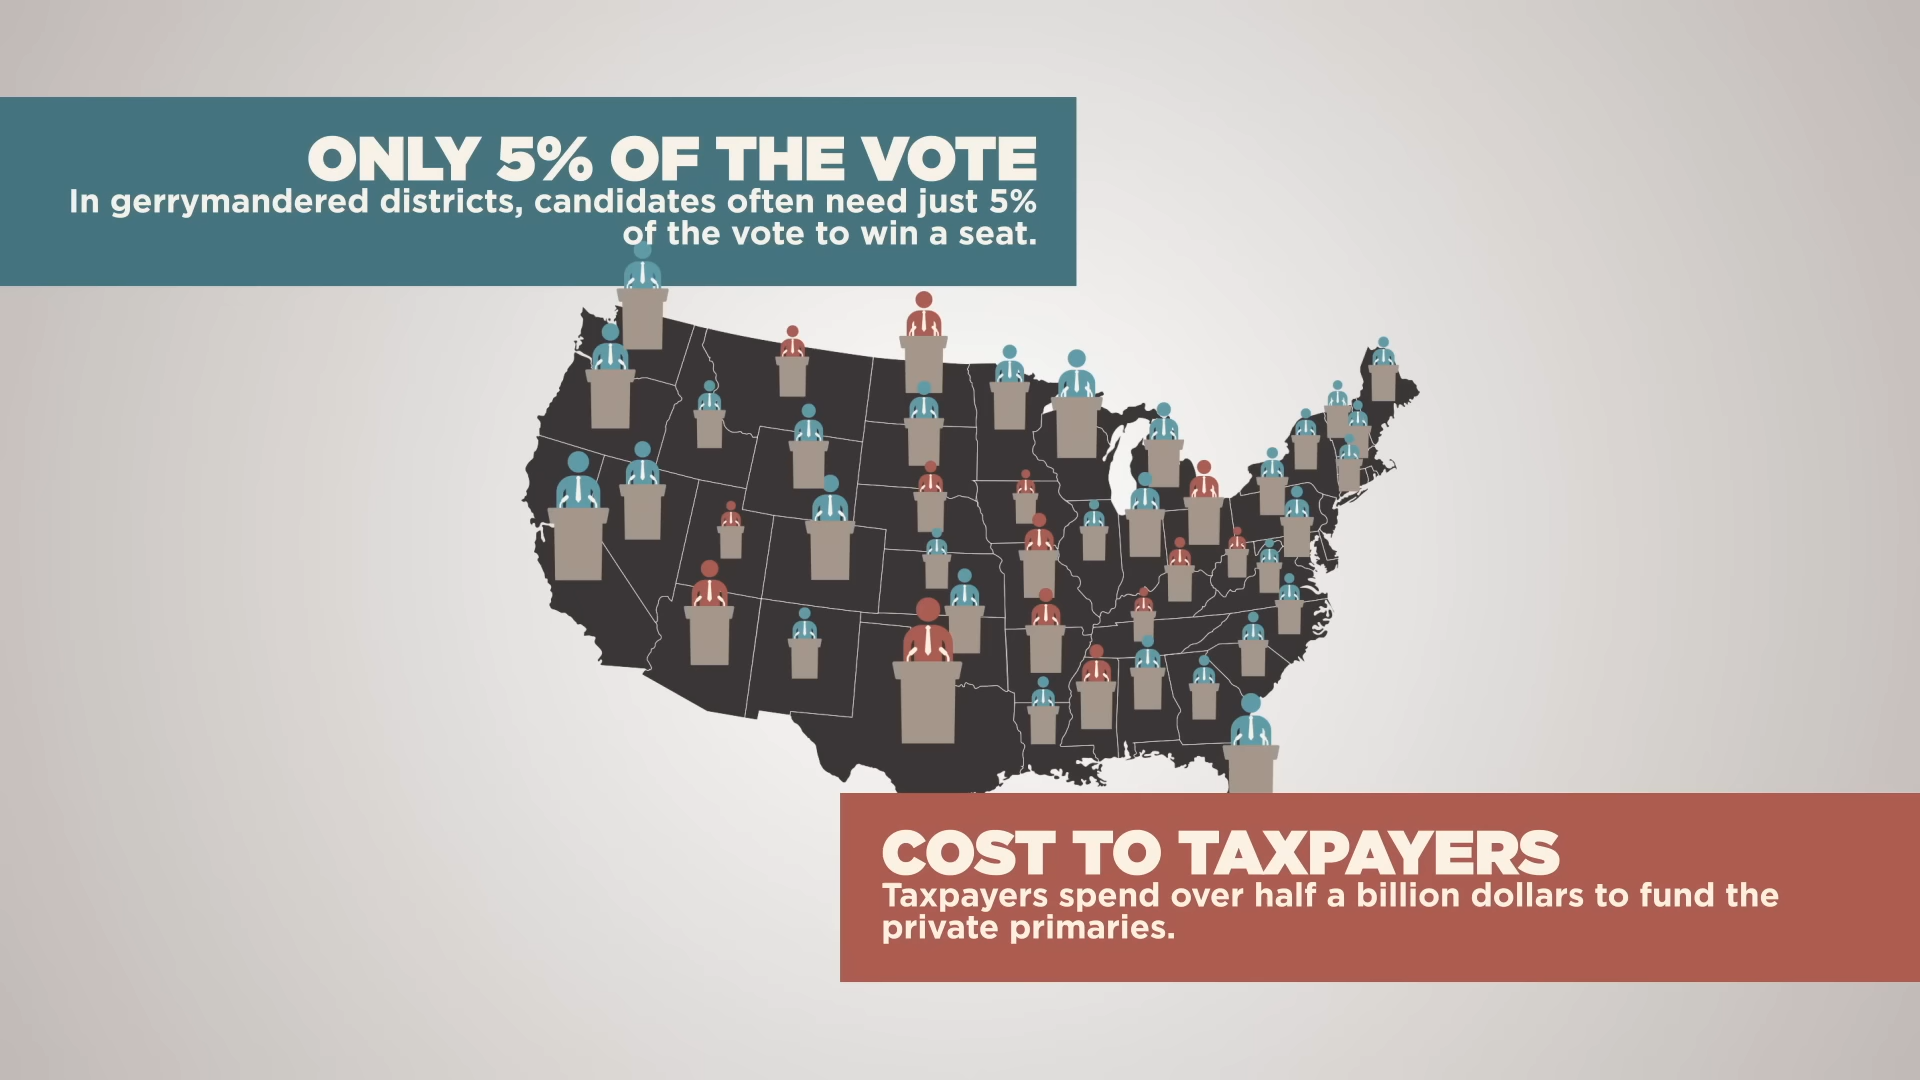 ONLY 5% OF THE VOTE
In gerrymandered districts, candidates often need just 5%
of the vote to win a seat.
COST TO TAXPAYERS
Taxpayers spend over half a billion dollars to fund the
private primaries.